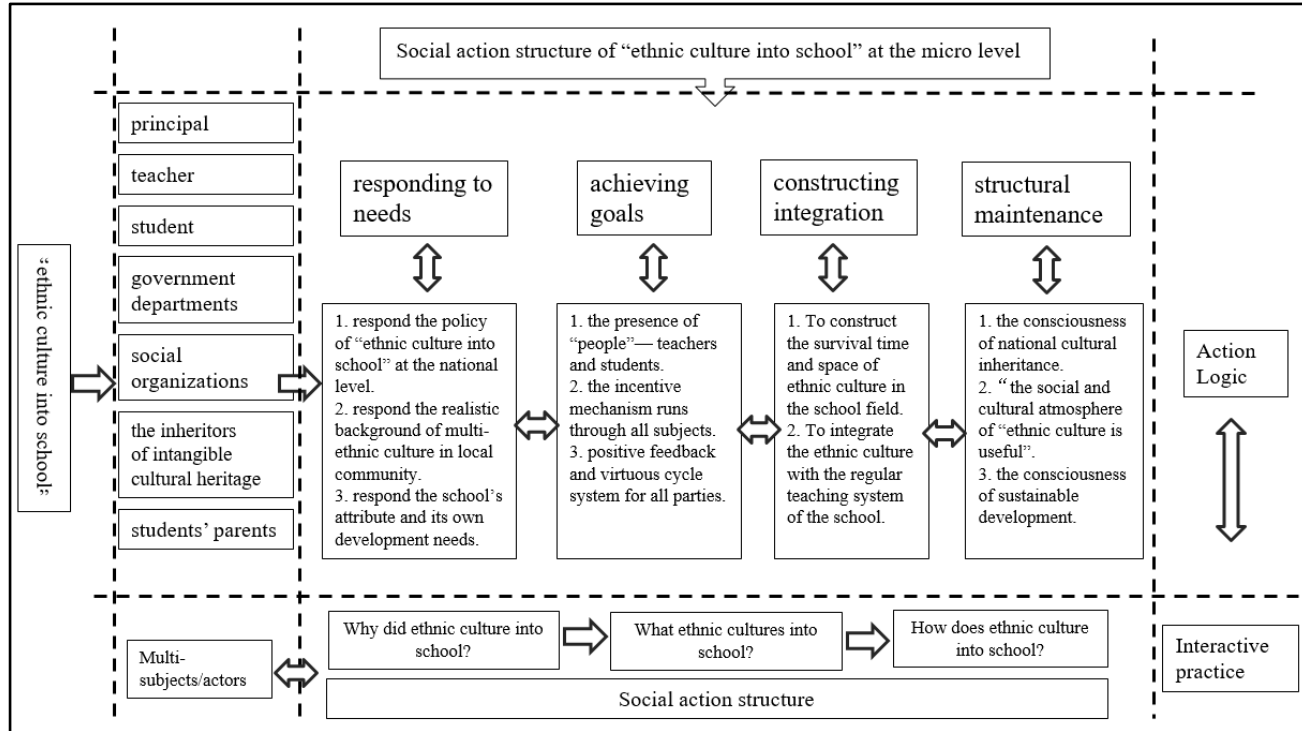 Social action structure of “ethnic culture into school” at the micro level
“ethnic culture into school”
principal
teacher
student
government
departments
social
organizations
the inheritors
of intangible
cultural heritage
students’ parents
responding to
needs
achieving
goals
constructing
integration
structural
maintenance
1. respond the policy
of “ethnic culture into
school” at the national
level.
2. respond the realistic
background of multi-
ethnic culture in local
community.
3. respond the school’s
attribute and its own
development needs.
1. the presence of
“people”— teachers
and students.
2. the incentive
mechanism runs
through all subjects.
3. positive feedback
and virtuous cycle
system for all parties.
1. To construct
the survival time
and space of
ethnic culture in
the school field.
2. To integrate
the ethnic culture
with the regular
teaching system
of the school.
1. the consciousness
of national cultural
inheritance.
2. “ the social and
cultural atmosphere
of “ethnic culture is
useful”.
3. the consciousness
of sustainable
development.
Action
Logic
Multi-
subjects/actors
Why did ethnic culture into
school?
What ethnic cultures into
school?
How does ethnic culture
into school?
Social action structure
Interactive
practice